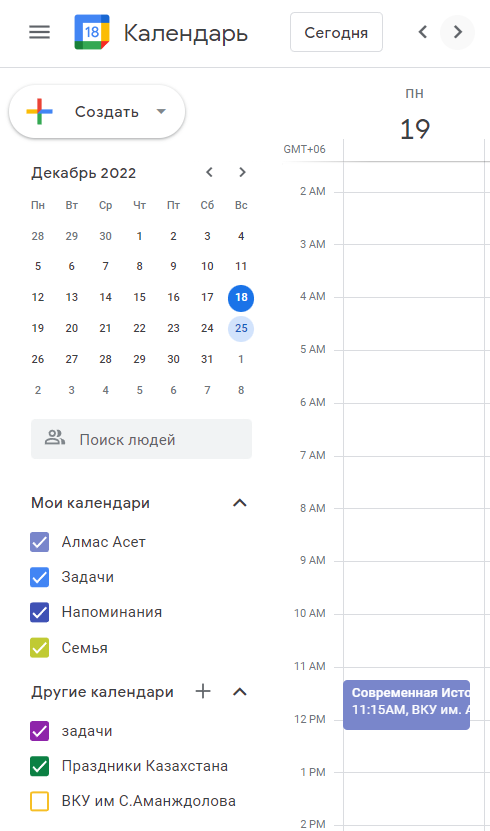 18 Календарь Сегодня
Создать
Декабрь 2022
Пн Вт Ср Чт Пт Сб Вс
28 29 30 1 2 3 4
5 6 7 8 9 10 11
12 13 14 15 16 17 18
19 20 21 22 23 24 25
26 27 28 29 30 31 1
2 3 4 5 6 7 8
Поиск людей
Мои календари
Алмас Асет
Задачи
Напоминания
Семья
Другие календари
задачи
Праздники Казахстана
ВКУ им С.Аманждолова
ПН
19
GMT+06
2 AM
3 AM
4 AM
5 AM
6 AM
7 AM
8 AM
9 AM
10 AM
11 AM
Современная Исто
11:15AM, ВКУ им. А
12 PM
1 PM
2 PM